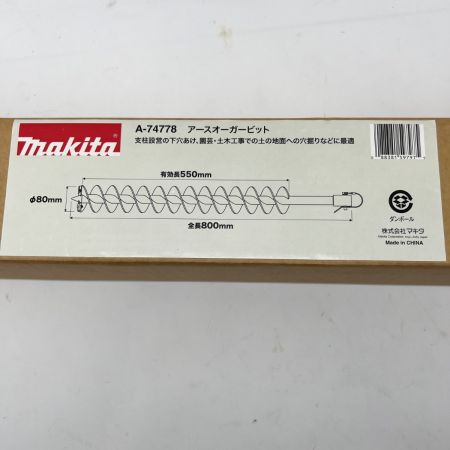 makita
A-74778 アースオーガービット
支柱設営の下穴あけ、園芸・土木工事での土の地面への穴掘りなどに最適
有効長550mm
φ80mm
全長800mm
ダンボール
株式会社マキタ
Made in CHINA